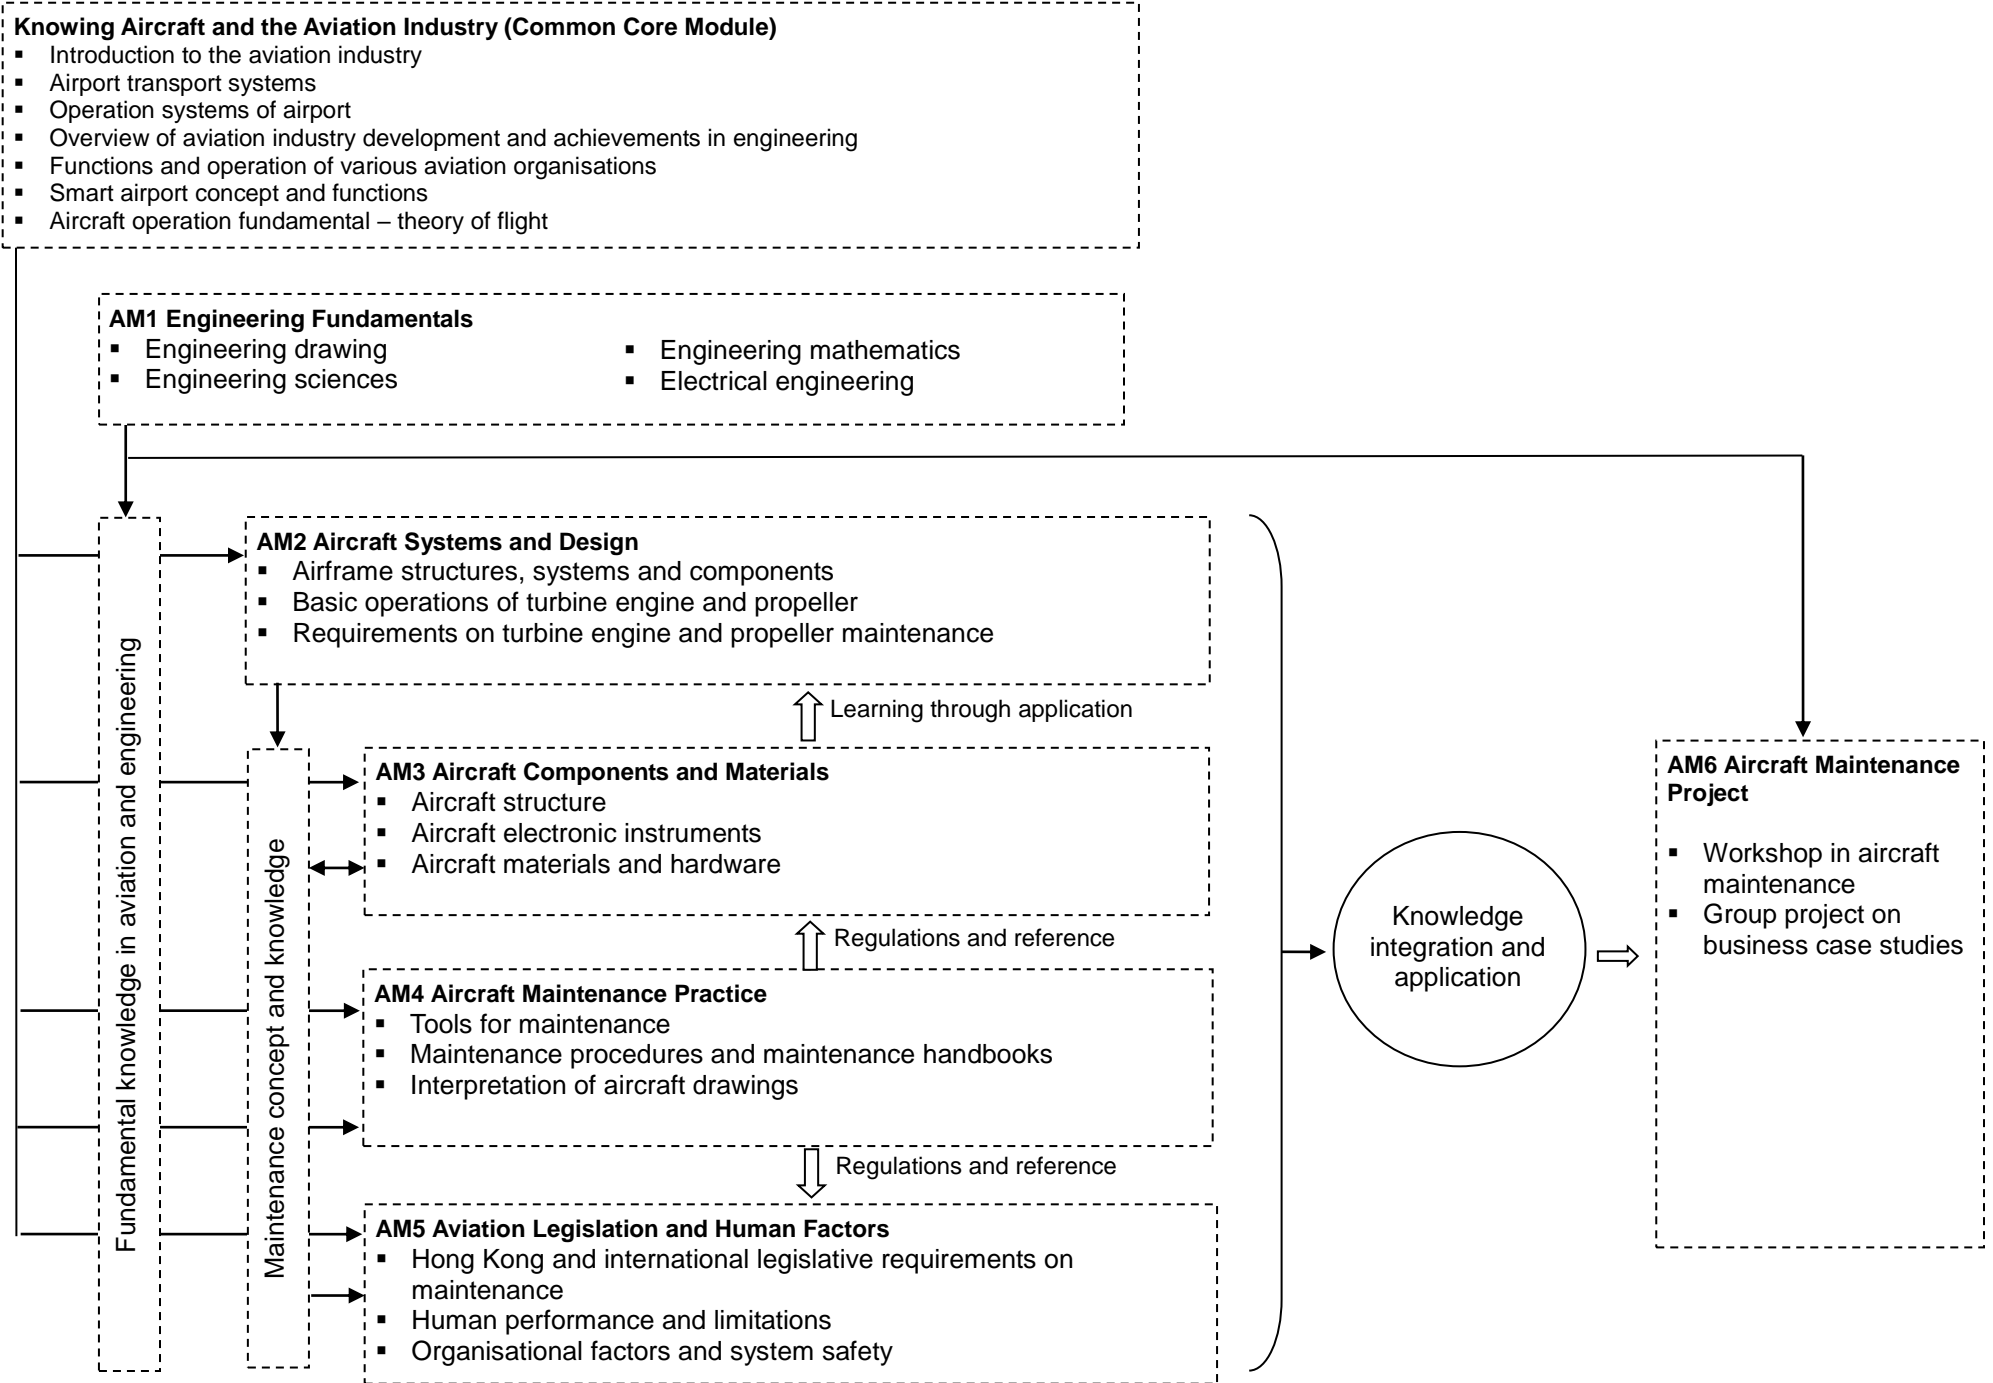 Knowing Aircraft and the Aviation Industry (Common Core Module)
▪ Introduction to the aviation industry
▪ Airport transport systems
▪ Operation systems of airport
▪ Overview of aviation industry development and achievements in engineering
▪ Functions and operation of various aviation organisations
▪ Smart airport concept and functions
▪ Aircraft operation fundamental – theory of flight
AM1 Engineering Fundamentals
▪ Engineering drawing
▪ Engineering sciences
▪ Engineering mathematics
▪ Electrical engineering
Fundamental knowledge in aviation and engineering
AM2 Aircraft Systems and Design
▪ Airframe structures, systems and components
▪ Basic operations of turbine engine and propeller
▪ Requirements on turbine engine and propeller maintenance
Learning through application
Maintenance concept and knowledge
AM3 Aircraft Components and Materials
▪ Aircraft structure
▪ Aircraft electronic instruments
▪ Aircraft materials and hardware
Regulations and reference
AM4 Aircraft Maintenance Practice
▪ Tools for maintenance
▪ Maintenance procedures and maintenance handbooks
▪ Interpretation of aircraft drawings
Regulations and reference
AM5 Aviation Legislation and Human Factors
▪ Hong Kong and international legislative requirements on
maintenance
▪ Human performance and limitations
▪ Organisational factors and system safety
Knowledge
integration and
application
AM6 Aircraft Maintenance
Project
▪ Workshop in aircraft
maintenance
▪ Group project on
business case studies